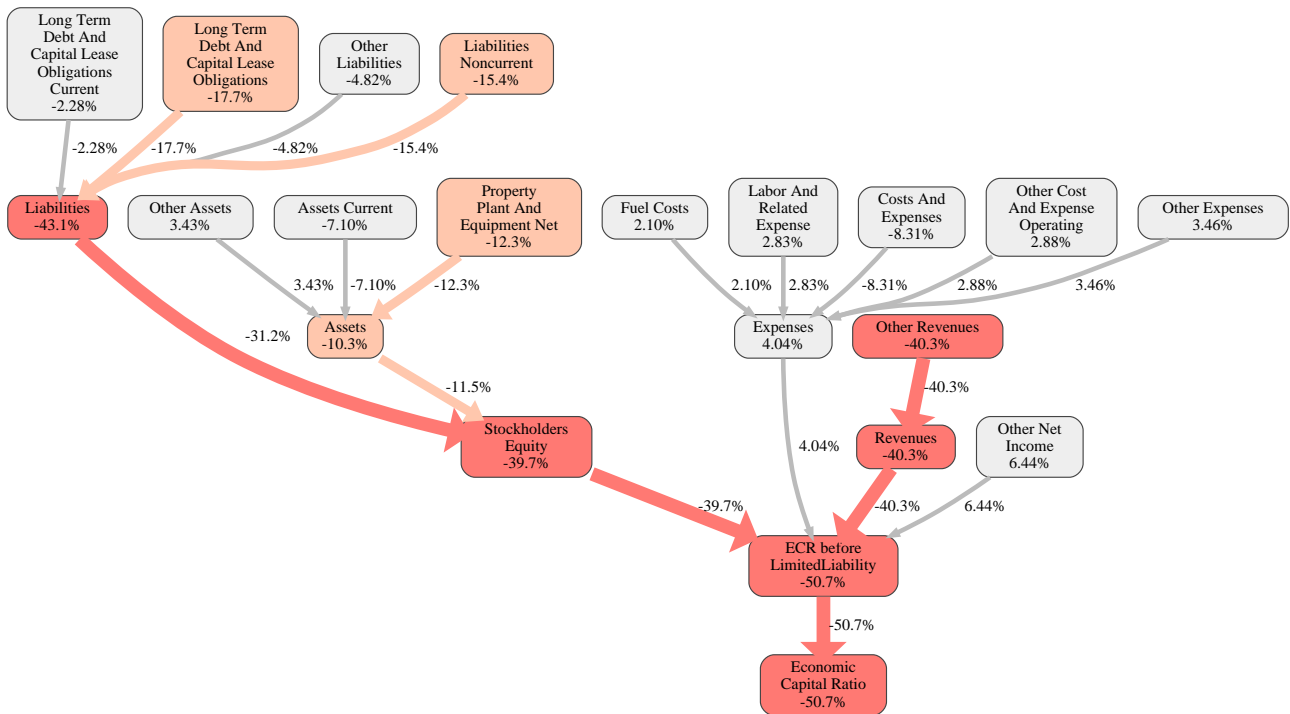 Long Term
Debt And
Capital Lease
Obligations
Current
-2.28%
Long Term
Debt And
Capital Lease
Obligations
-17.7%
Other
Liabilities
-4.82%
Liabilities
Noncurrent
-15.4%
-2.28%
-17.7%
-4.82%
-15.4%
Liabilities
-43.1%
Other Assets
3.43%
Assets Current
-7.10%
Property
Plant And
Equipment Net
-12.3%
Fuel Costs
2.10%
Labor And
Related
Expense
2.83%
Costs And
Expenses
-8.31%
Other Cost
And Expense
Operating
2.88%
Other Expenses
3.46%
3.43%
-7.10%
-12.3%
2.10%
2.83%
-8.31%
2.88%
3.46%
-31.2%
Assets
-10.3%
Expenses
4.04%
Other Revenues
-40.3%
-11.5%
-40.3%
Stockholders
Equity
-39.7%
4.04%
Revenues
-40.3%
Other Net
Income
6.44%
-39.7%
-40.3%
6.44%
ECR before
LimitedLiability
-50.7%
-50.7%
Economic
Capital Ratio
-50.7%